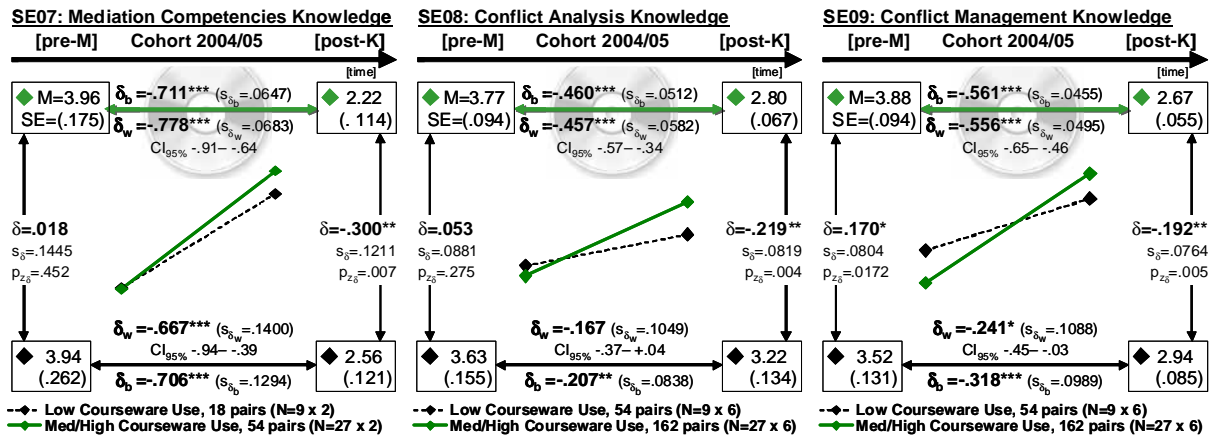 SE07: Mediation Competencies Knowledge
[pre-M] Cohort 2004/05 [post-K]
[time]
M=3.96
SE=(.175)
δb=-.711*** (sδb=.0647)
δw=-.778*** (sδw=.0683)
CI95% -.91– -.64
2.22
(. 114)
δ=.018
sδ=.1445
pzδ=.452
δ=-.300**
sδ=.1211
pzδ=.007
3.94
(.262)
δw=-.667*** (sδw=.1400)
CI95% -.94– -.39
δb=-.706*** (sδb=.1294)
2.56
(.121)
Low Courseware Use, 18 pairs (N=9 x 2)
Med/High Courseware Use, 54 pairs (N=27 x 2)
SE08: Conflict Analysis Knowledge
[pre-M] Cohort 2004/05 [post-K]
[time]
M=3.77
SE=(.094)
δb=-.460*** (sδb=.0512)
δw=-.457*** (sδw=.0582)
CI95% -.57– -.34
2.80
(.067)
δ=.053
sδ=.0881
pzδ=.275
δ=-.219**
sδ=.0819
pzδ=.004
3.63
(.155)
δw=-.167 (sδw=.1049)
CI95% -.37– +.04
δb=-.207** (sδb=.0838)
3.22
(.134)
Low Courseware Use, 54 pairs (N=9 x 6)
Med/High Courseware Use, 162 pairs (N=27 x 6)
SE09: Conflict Management Knowledge
[pre-M] Cohort 2004/05 [post-K]
[time]
M=3.88
SE=(.094)
δb=-.561*** (sδb=.0455)
δw=-.556*** (sδw=.0495)
CI95% -.65– -.46
2.67
(.055)
δ=.170*
sδ=.0804
pzδ=.0172
δ=-.192**
sδ=.0764
pzδ=.005
3.52
(.131)
δw=-.241* (sδw=.1088)
CI95% -.45– -.03
δb=-.318*** (sδb=.0989)
2.94
(.085)
Low Courseware Use, 54 pairs (N=9 x 6)
Med/High Courseware Use, 162 pairs (N=27 x 6)